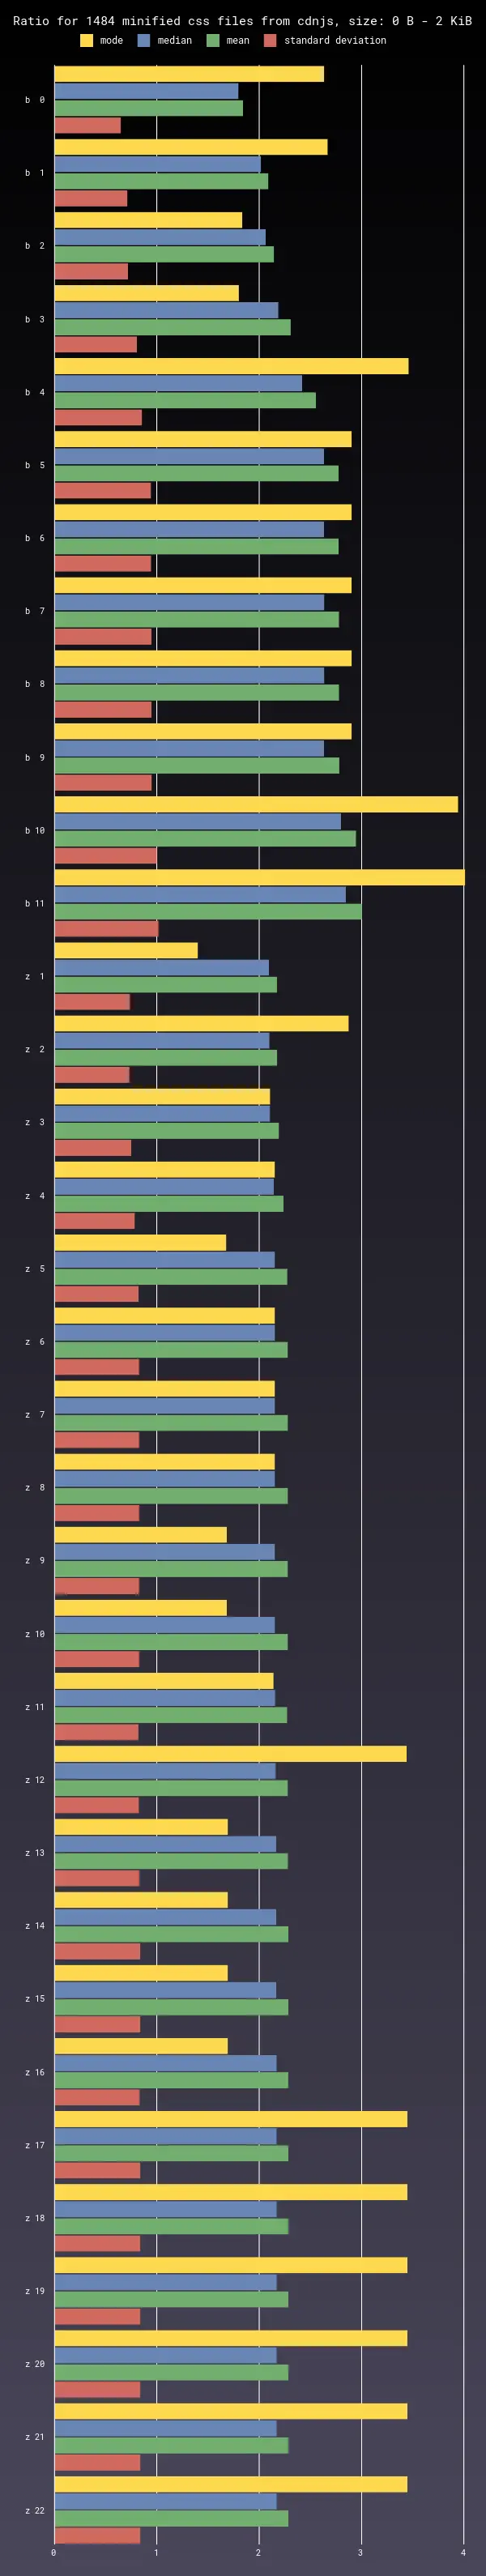 Ratio for 1484 minified css files from cdnjs, size: 0 B - 2 KiB
mode median mean standard deviation
b 0
b 1
b 2
b 3
b 4
b 5
b 6
b 7
b 8
b 9
b 10
b 11
z 1
z 2
z 3
z 4
z 5
z 6
z 7
z 8
z 9
z 10
z 11
z 12
z 13
z 14
z 15
z 16
z 17
z 18
z 19
z 20
z 21
z 22
0 1 2 3 4